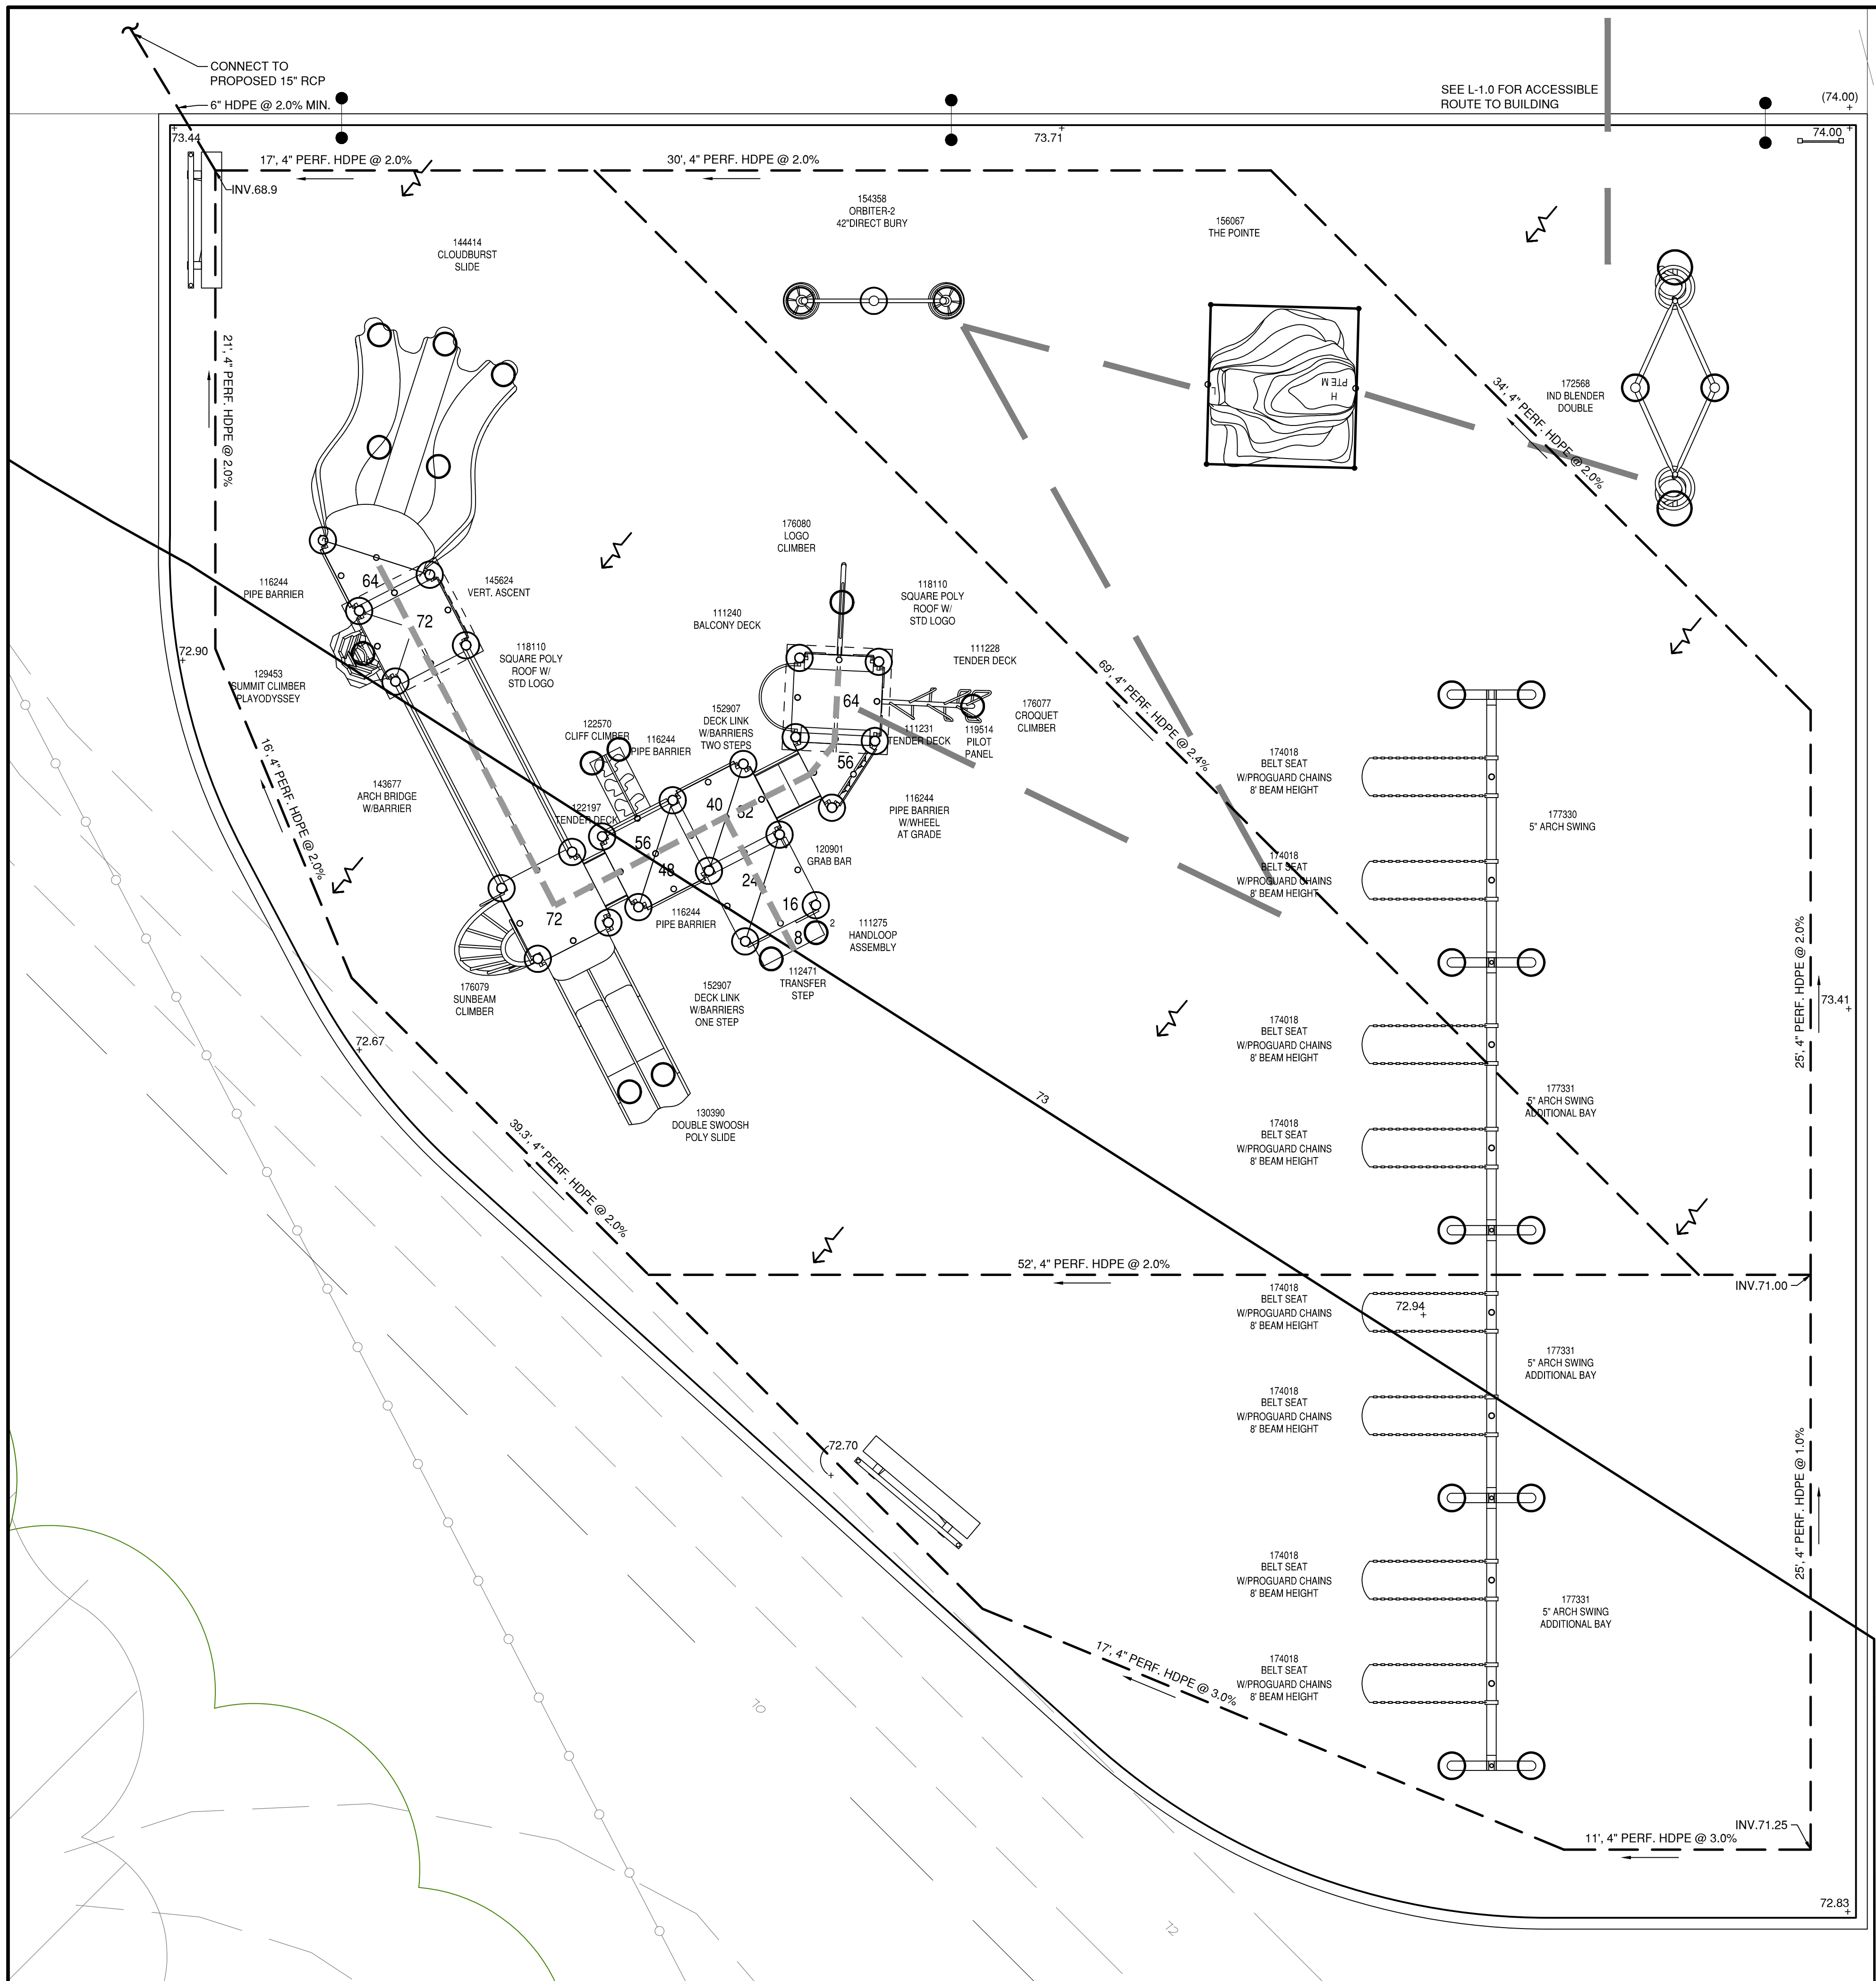 CONNECT TO
PROPOSED 15" RCP
6" HDPE @ 2.0% MIN.
SEE L-1.0 FOR ACCESSIBLE
ROUTE TO BUILDING
(74.00)
73.44
73.71
74.00
17', 4" PERF. HDPE @ 2.0%
30', 4" PERF. HDPE @ 2.0%
INV.68.9
154358
ORBITER-2
42"DIRECT BURY
156067
THE POINTE
144414
CLOUDBURST
SLIDE
21', 4" PERF. HDPE @ 2.0%
L
H
PTE M
172568
IND BLENDER
DOUBLE
34', 4" PERF. HDPE @ 2.0%
176080
LOGO
CLIMBER
116244
PIPE BARRIER
64
145624
VERT. ASCENT
72
118110
SQUARE POLY
ROOF W/
STD LOGO
111240
BALCONY DECK
118110
SQUARE POLY
ROOF W/
STD LOGO
111228
TENDER DECK
72.90
129453
SUMMIT CLIMBER
PLAYODYSSEY
69', 4" PERF. HDPE @ 2.4%
64
176077
CROQUET
CLIMBER
152907
DECK LINK
W/BARRIERS
TWO STEPS
111231
TENDER DECK
119514
PILOT
PANEL
122570
CLIFF CLIMBER
116244
PIPE BARRIER
56
16', 4" PERF. HDPE @ 2.0%
143677
ARCH BRIDGE
W/BARRIER
122197
TENDER DECK
40
32
116244
PIPE BARRIER
W/WHEEL
AT GRADE
56
48
24
120901
GRAB BAR
16
8
2
72
116244
PIPE BARRIER
111275
HANDLOOP
ASSEMBLY
112471
TRANSFER
STEP
176079
SUNBEAM
CLIMBER
152907
DECK LINK
W/BARRIERS
ONE STEP
72.67
130390
DOUBLE SWOOSH
POLY SLIDE
73
174018
BELT SEAT
W/PROGUARD CHAINS
8' BEAM HEIGHT
177330
5" ARCH SWING
174018
BELT SEAT
W/PROGUARD CHAINS
8' BEAM HEIGHT
25', 4" PERF. HDPE @ 2.0%
73.41
174018
BELT SEAT
W/PROGUARD CHAINS
8' BEAM HEIGHT
177331
5" ARCH SWING
ADDITIONAL BAY
174018
BELT SEAT
W/PROGUARD CHAINS
8' BEAM HEIGHT
39.3', 4" PERF. HDPE @ 2.0%
52', 4" PERF. HDPE @ 2.0%
INV.71.00
174018
BELT SEAT
W/PROGUARD CHAINS
8' BEAM HEIGHT
72.94
177331
5" ARCH SWING
ADDITIONAL BAY
174018
BELT SEAT
W/PROGUARD CHAINS
8' BEAM HEIGHT
72.70
25', 4" PERF. HDPE @ 1.0%
174018
BELT SEAT
W/PROGUARD CHAINS
8' BEAM HEIGHT
177331
5" ARCH SWING
ADDITIONAL BAY
174018
BELT SEAT
W/PROGUARD CHAINS
8' BEAM HEIGHT
17', 4" PERF. HDPE @ 3.0%
70
INV.71.25
11', 4" PERF. HDPE @ 3.0%
72.83
72